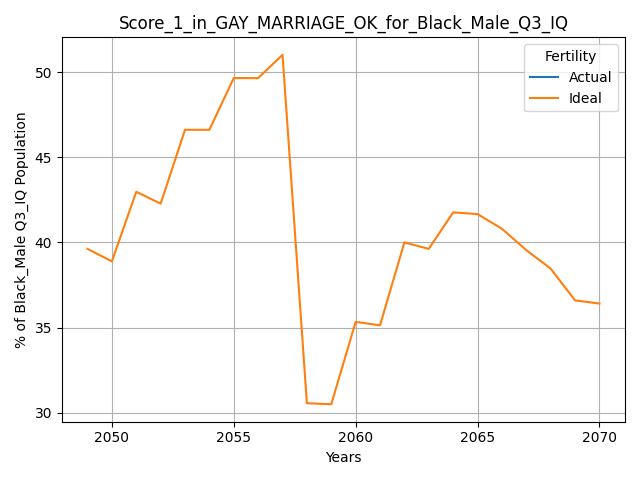 Score_1_in_GAY_MARRIAGE_OK_for_Black_Male_Q3_IQ
Fertility
Actual
Ideal
% of Black_Male Q3_IQ Population
50
45
40
35
30
2050
2055
2060
2065
2070
Years